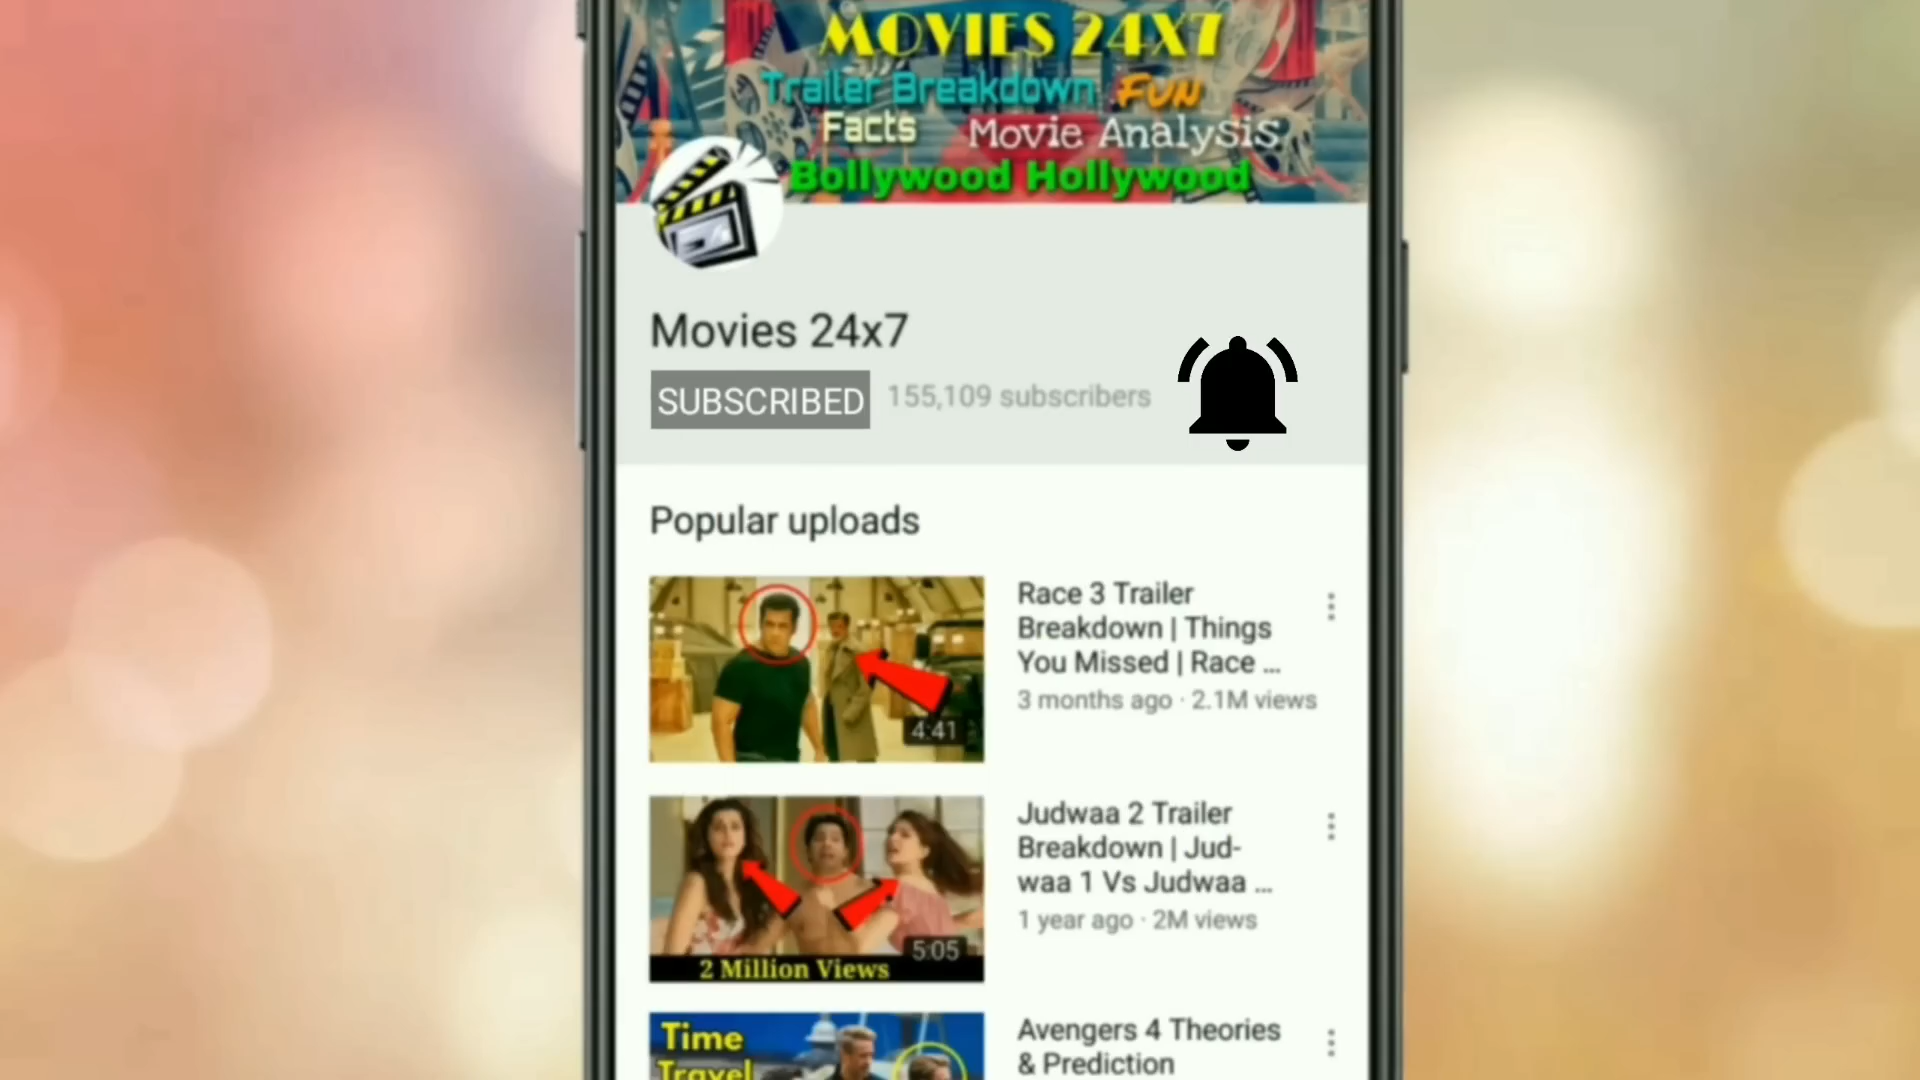 MOVIES 24X7
Trailer Breakdown FUN
Facts Movie Analysis
Bollywood Hollywood
Movies 24x7
SUBSCRIBED 155,109 subscribers
Popular uploads
Race 3 Trailer
Breakdown | Things
You Missed | Race ...
3 months ago · 2.1M views
4:41
Judwaa 2 Trailer
Breakdown | Jud-
waa 1 Vs Judwaa ...
1 year ago · 2M views
5:05
2 Million Views
Time
Travel
Avengers 4 Theories
& Prediction